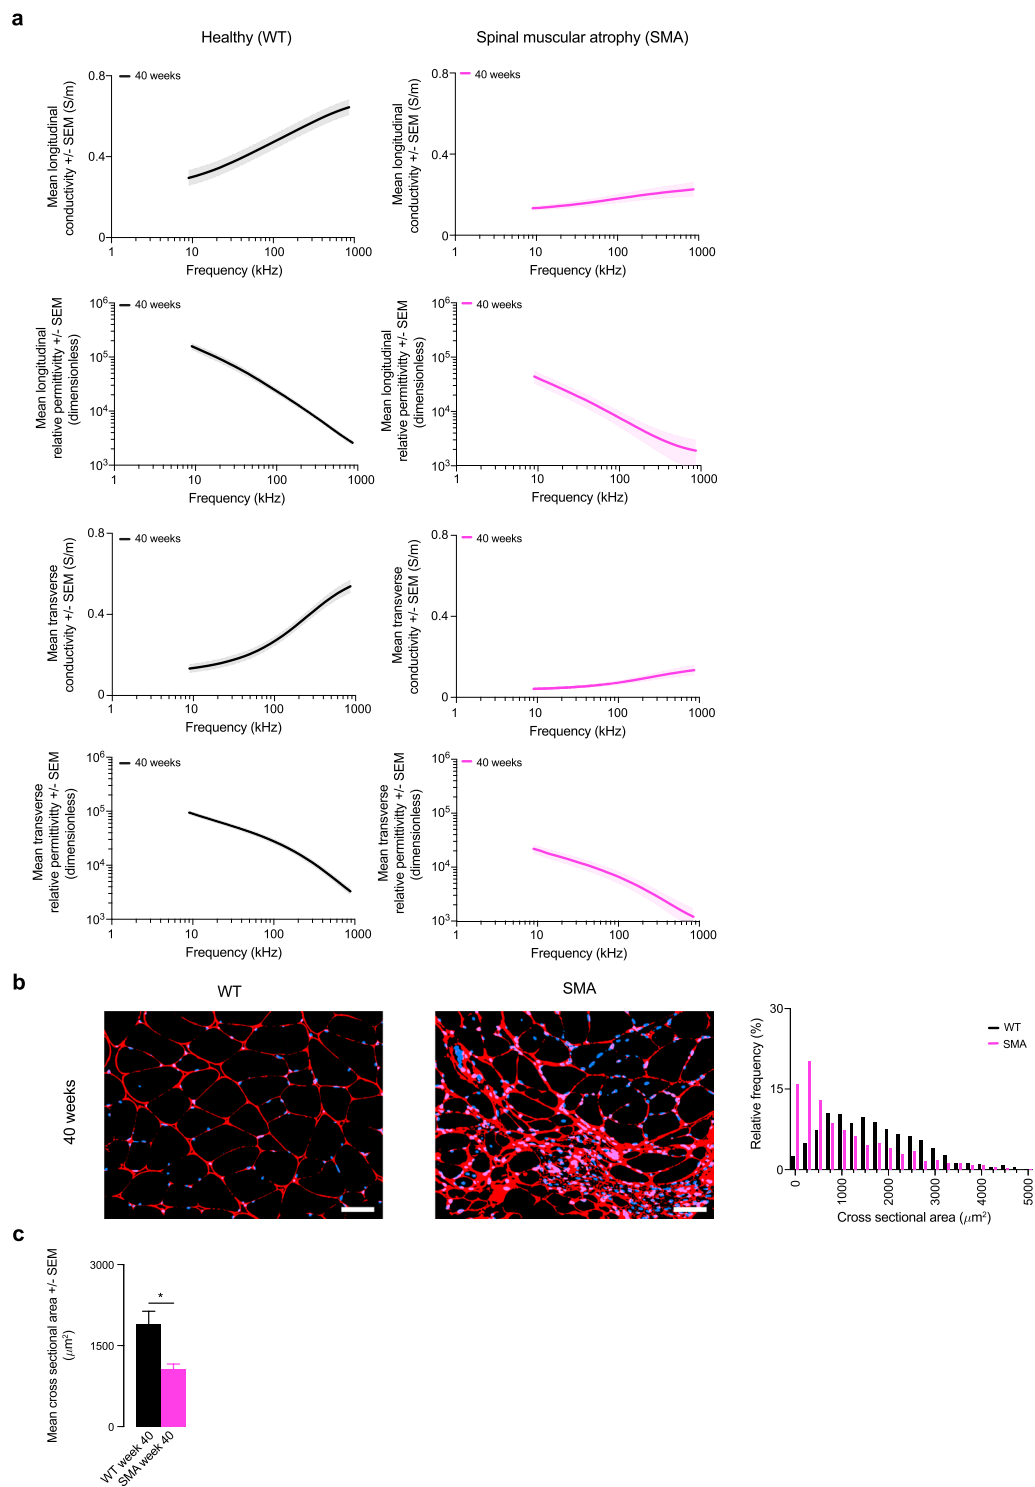 a
Healthy (WT)
Spinal muscular atrophy (SMA)
Mean longitudinal
conductivity +/- SEM (S/m)
0.8
0.4
0
40 weeks
1
10
100
1000
Frequency (kHz)
Mean longitudinal
conductivity +/- SEM (S/m)
0.8
0.4
0
40 weeks
1
10
100
1000
Frequency (kHz)
Mean longitudinal
relative permittivitty +/- SEM
(dimensionless)
10⁶
10⁵
10⁴
10³
40 weeks
1
10
100
1000
Frequency (kHz)
Mean longitudinal
relative permittivitty +/- SEM
(dimensionless)
10⁶
10⁵
10⁴
10³
40 weeks
1
10
100
1000
Frequency (kHz)
Mean transverse
conductivity +/- SEM (S/m)
0.8
0.4
0
40 weeks
1
10
100
1000
Frequency (kHz)
Mean transverse
conductivity +/- SEM (S/m)
0.8
0.4
0
40 weeks
1
10
100
1000
Frequency (kHz)
Mean transverse
relative permittivitty +/- SEM
(dimensionless)
10⁶
10⁵
10⁴
10³
40 weeks
1
10
100
1000
Frequency (kHz)
Mean transverse
relative permittivitty +/- SEM
(dimensionless)
10⁶
10⁵
10⁴
10³
40 weeks
1
10
100
1000
Frequency (kHz)
b
WT
SMA
40 weeks
Relative frequency (%)
30
15
0
WT
SMA
0
1000
2000
3000
4000
5000
Cross sectional area (μm²)
c
Mean cross sectional area +/- SEM
(μm²)
3000
1500
0
*
WT week 40
SMA week 40